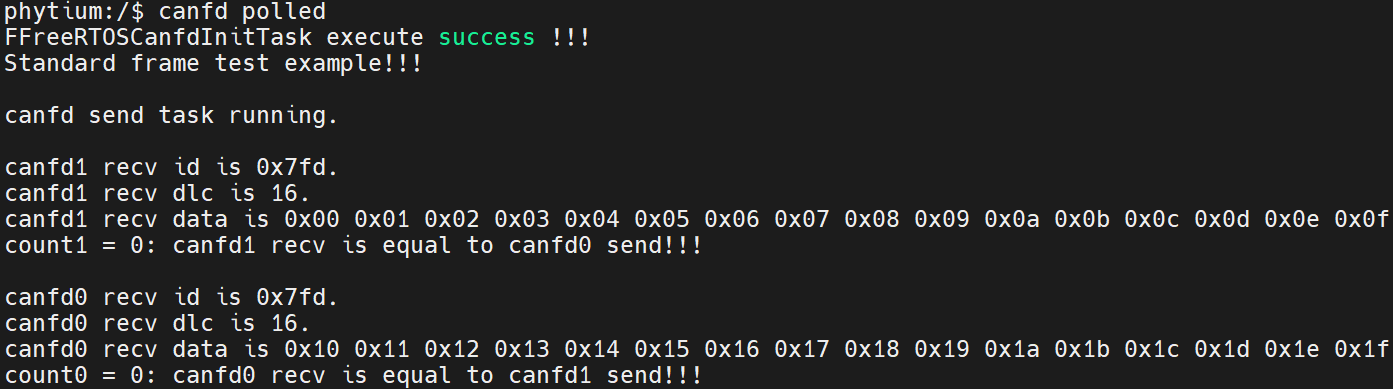 phytium:/$ canfd polled
FFreeRTOSCanfdInitTask execute success !!!
Standard frame test example!!!
canfd send task running.
canfd1 recv id is 0x7fd.
canfd1 recv dlc is 16.
canfd1 recv data is 0x00 0x01 0x02 0x03 0x04 0x05 0x06 0x07 0x08 0x09 0x0a 0x0b 0x0c 0x0d 0x0e 0x0f
count1 = 0: canfd1 recv is equal to canfd0 send!!!
canfd0 recv id is 0x7fd.
canfd0 recv dlc is 16.
canfd0 recv data is 0x10 0x11 0x12 0x13 0x14 0x15 0x16 0x17 0x18 0x19 0x1a 0x1b 0x1c 0x1d 0x1e 0x1f
count0 = 0: canfd0 recv is equal to canfd1 send!!!